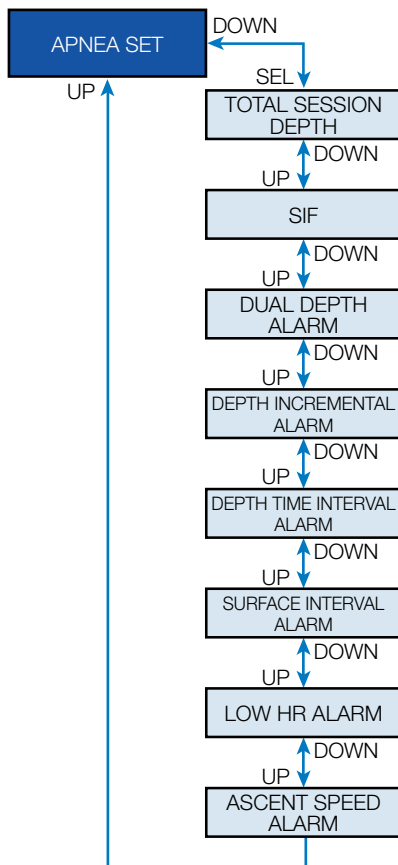 DOWN
APNEA SET
UP
SEL
TOTAL SESSION
DEPTH
DOWN
UP
SIF
DOWN
UP
DUAL DEPTH
ALARM
DOWN
UP
DEPTH INCREMENTAL
ALARM
DOWN
UP
DEPTH TIME INTERVAL
ALARM
DOWN
UP
SURFACE INTERVAL
ALARM
DOWN
UP
LOW HR ALARM
DOWN
UP
ASCENT SPEED
ALARM